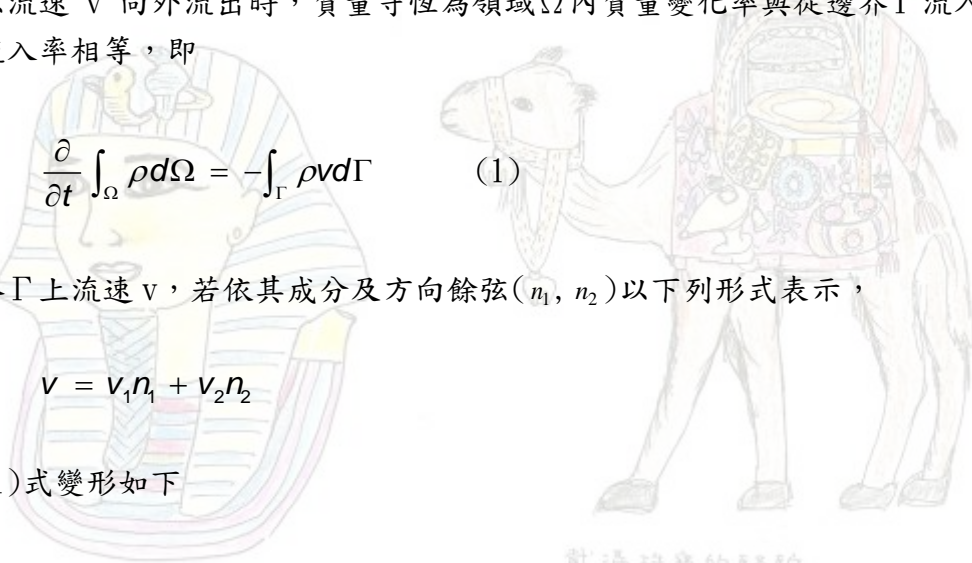 流速 v 向外流出時，質量守恆為領域Ω內質量變化率與從邊界Γ流入
入率相等，即
∂/∂t ∫_Ω ρdΩ = -∫_Γ ρvdΓ (1)
Γ上流速 v，若依其成分及方向餘弦(n₁, n₂)以下列形式表示，
v = v₁n₁ + v₂n₂
)式變形如下